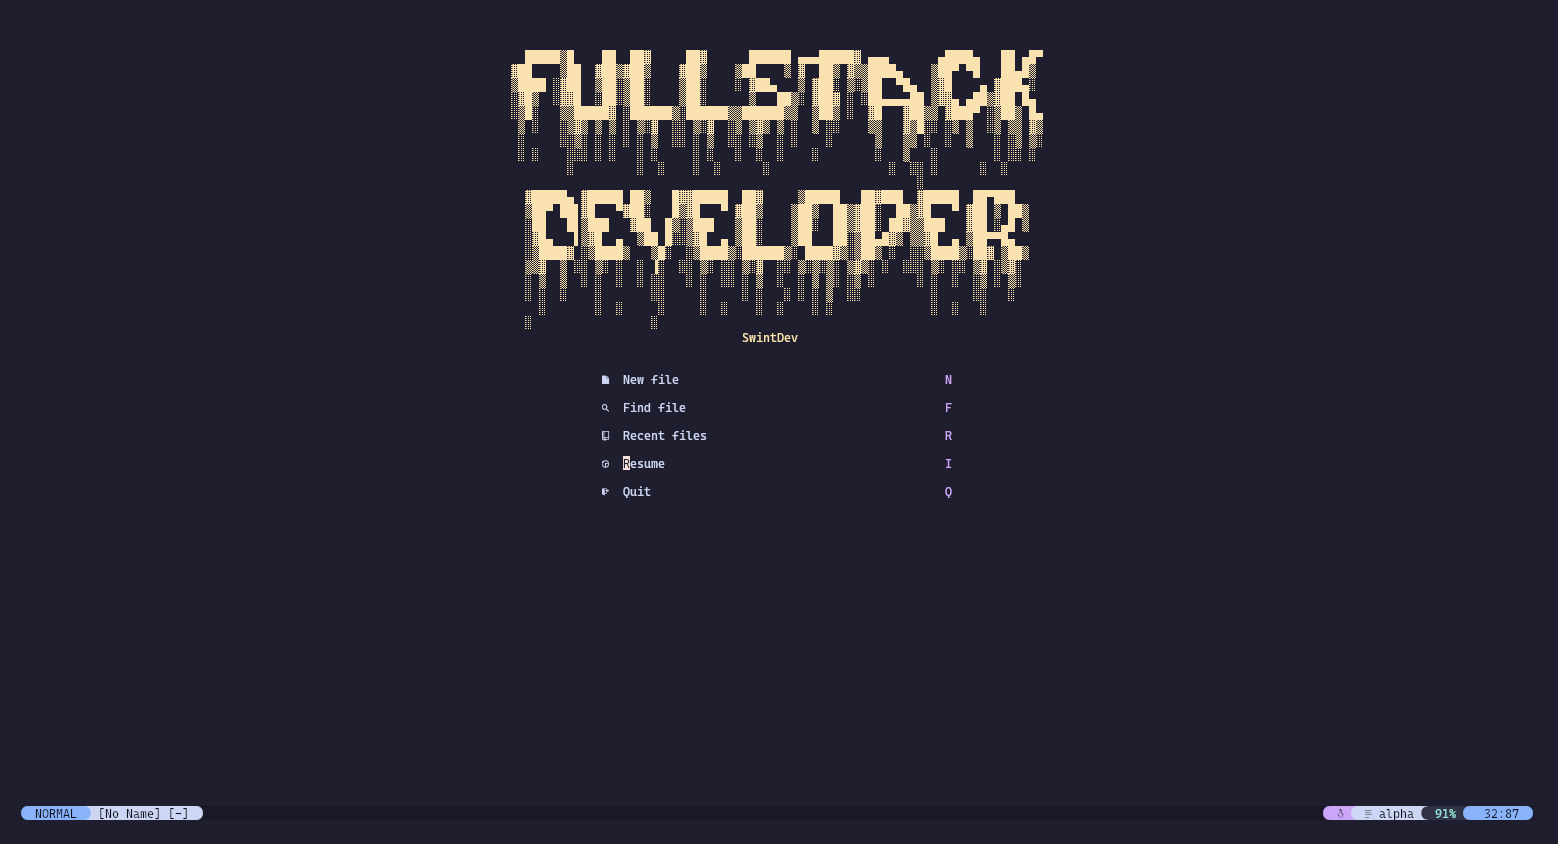 FULLSTACK
DEVELOPER
SwintDev
New file N
Find file F
Recent files R
Resume I
Quit Q
NORMAL [No Name] [-] alpha 91% 32:87